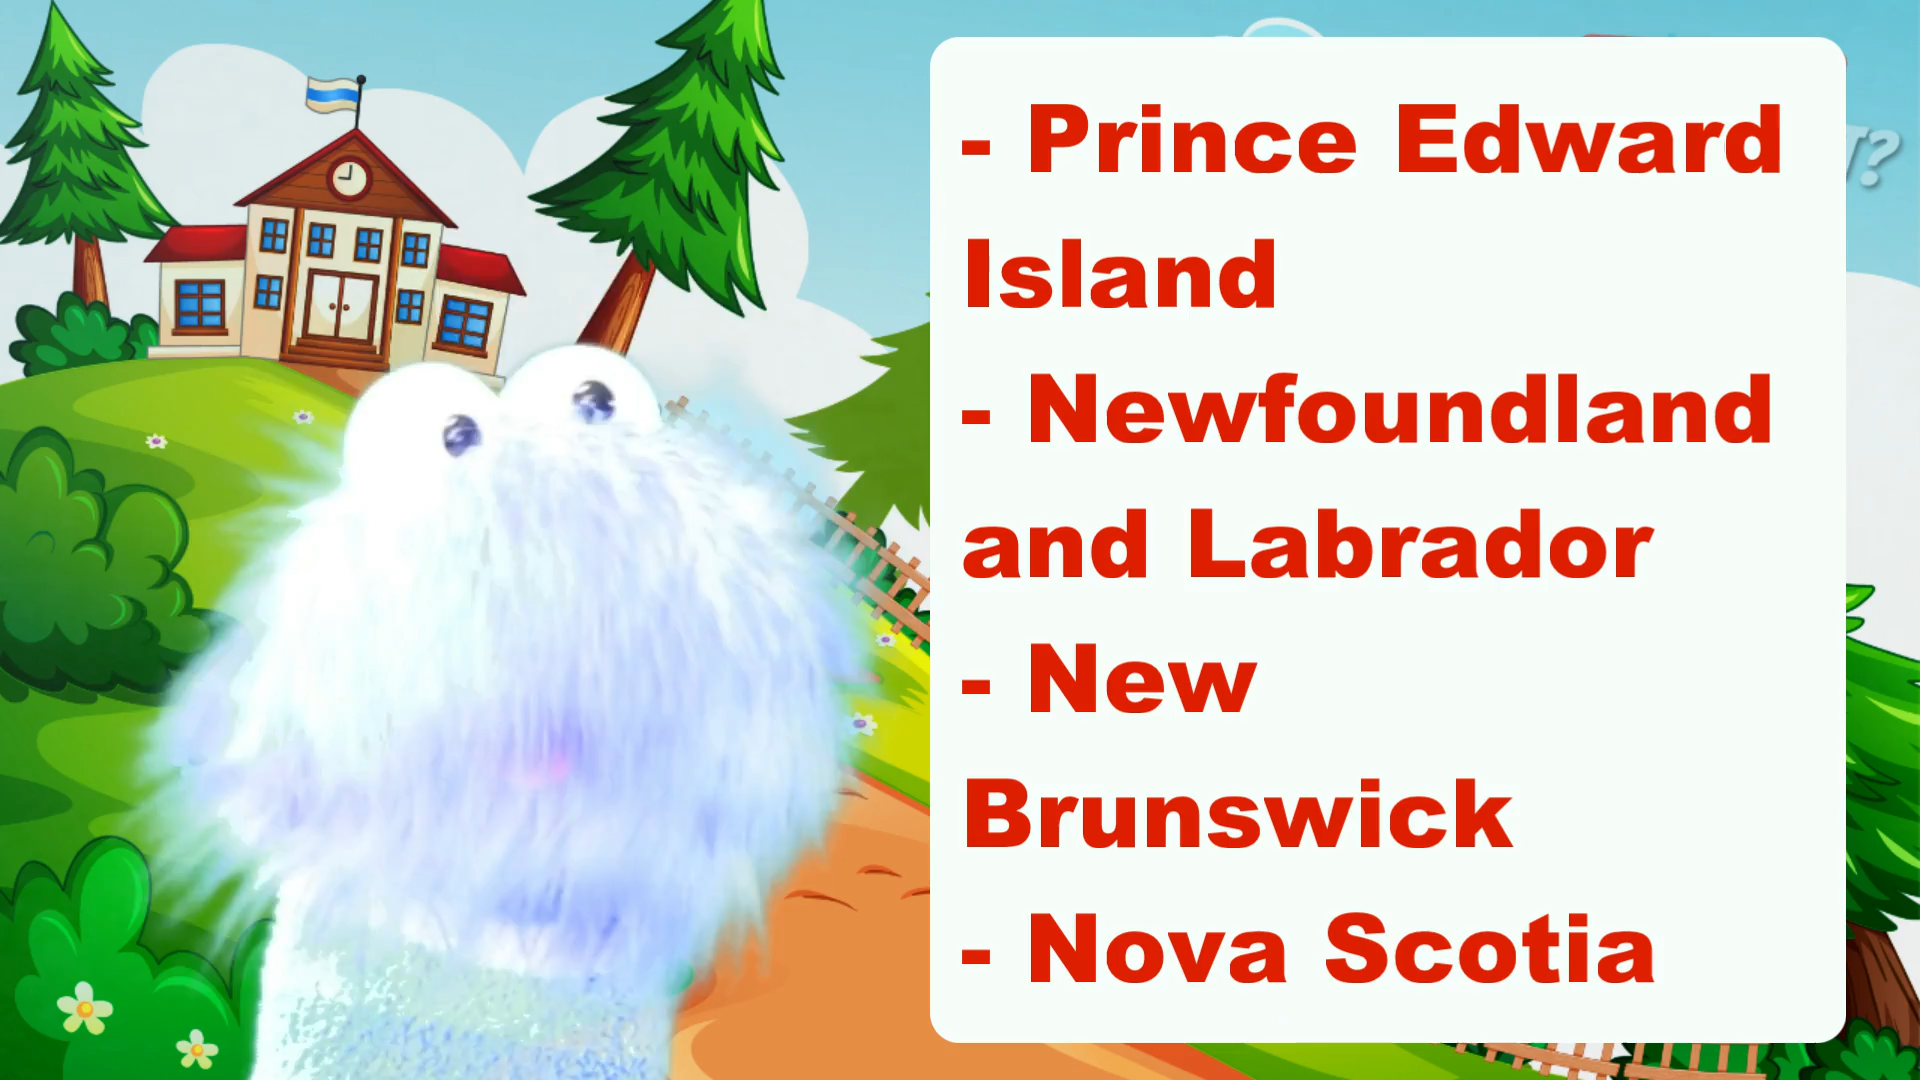 - Prince Edward
Island
- Newfoundland
and Labrador
- New
Brunswick
- Nova Scotia